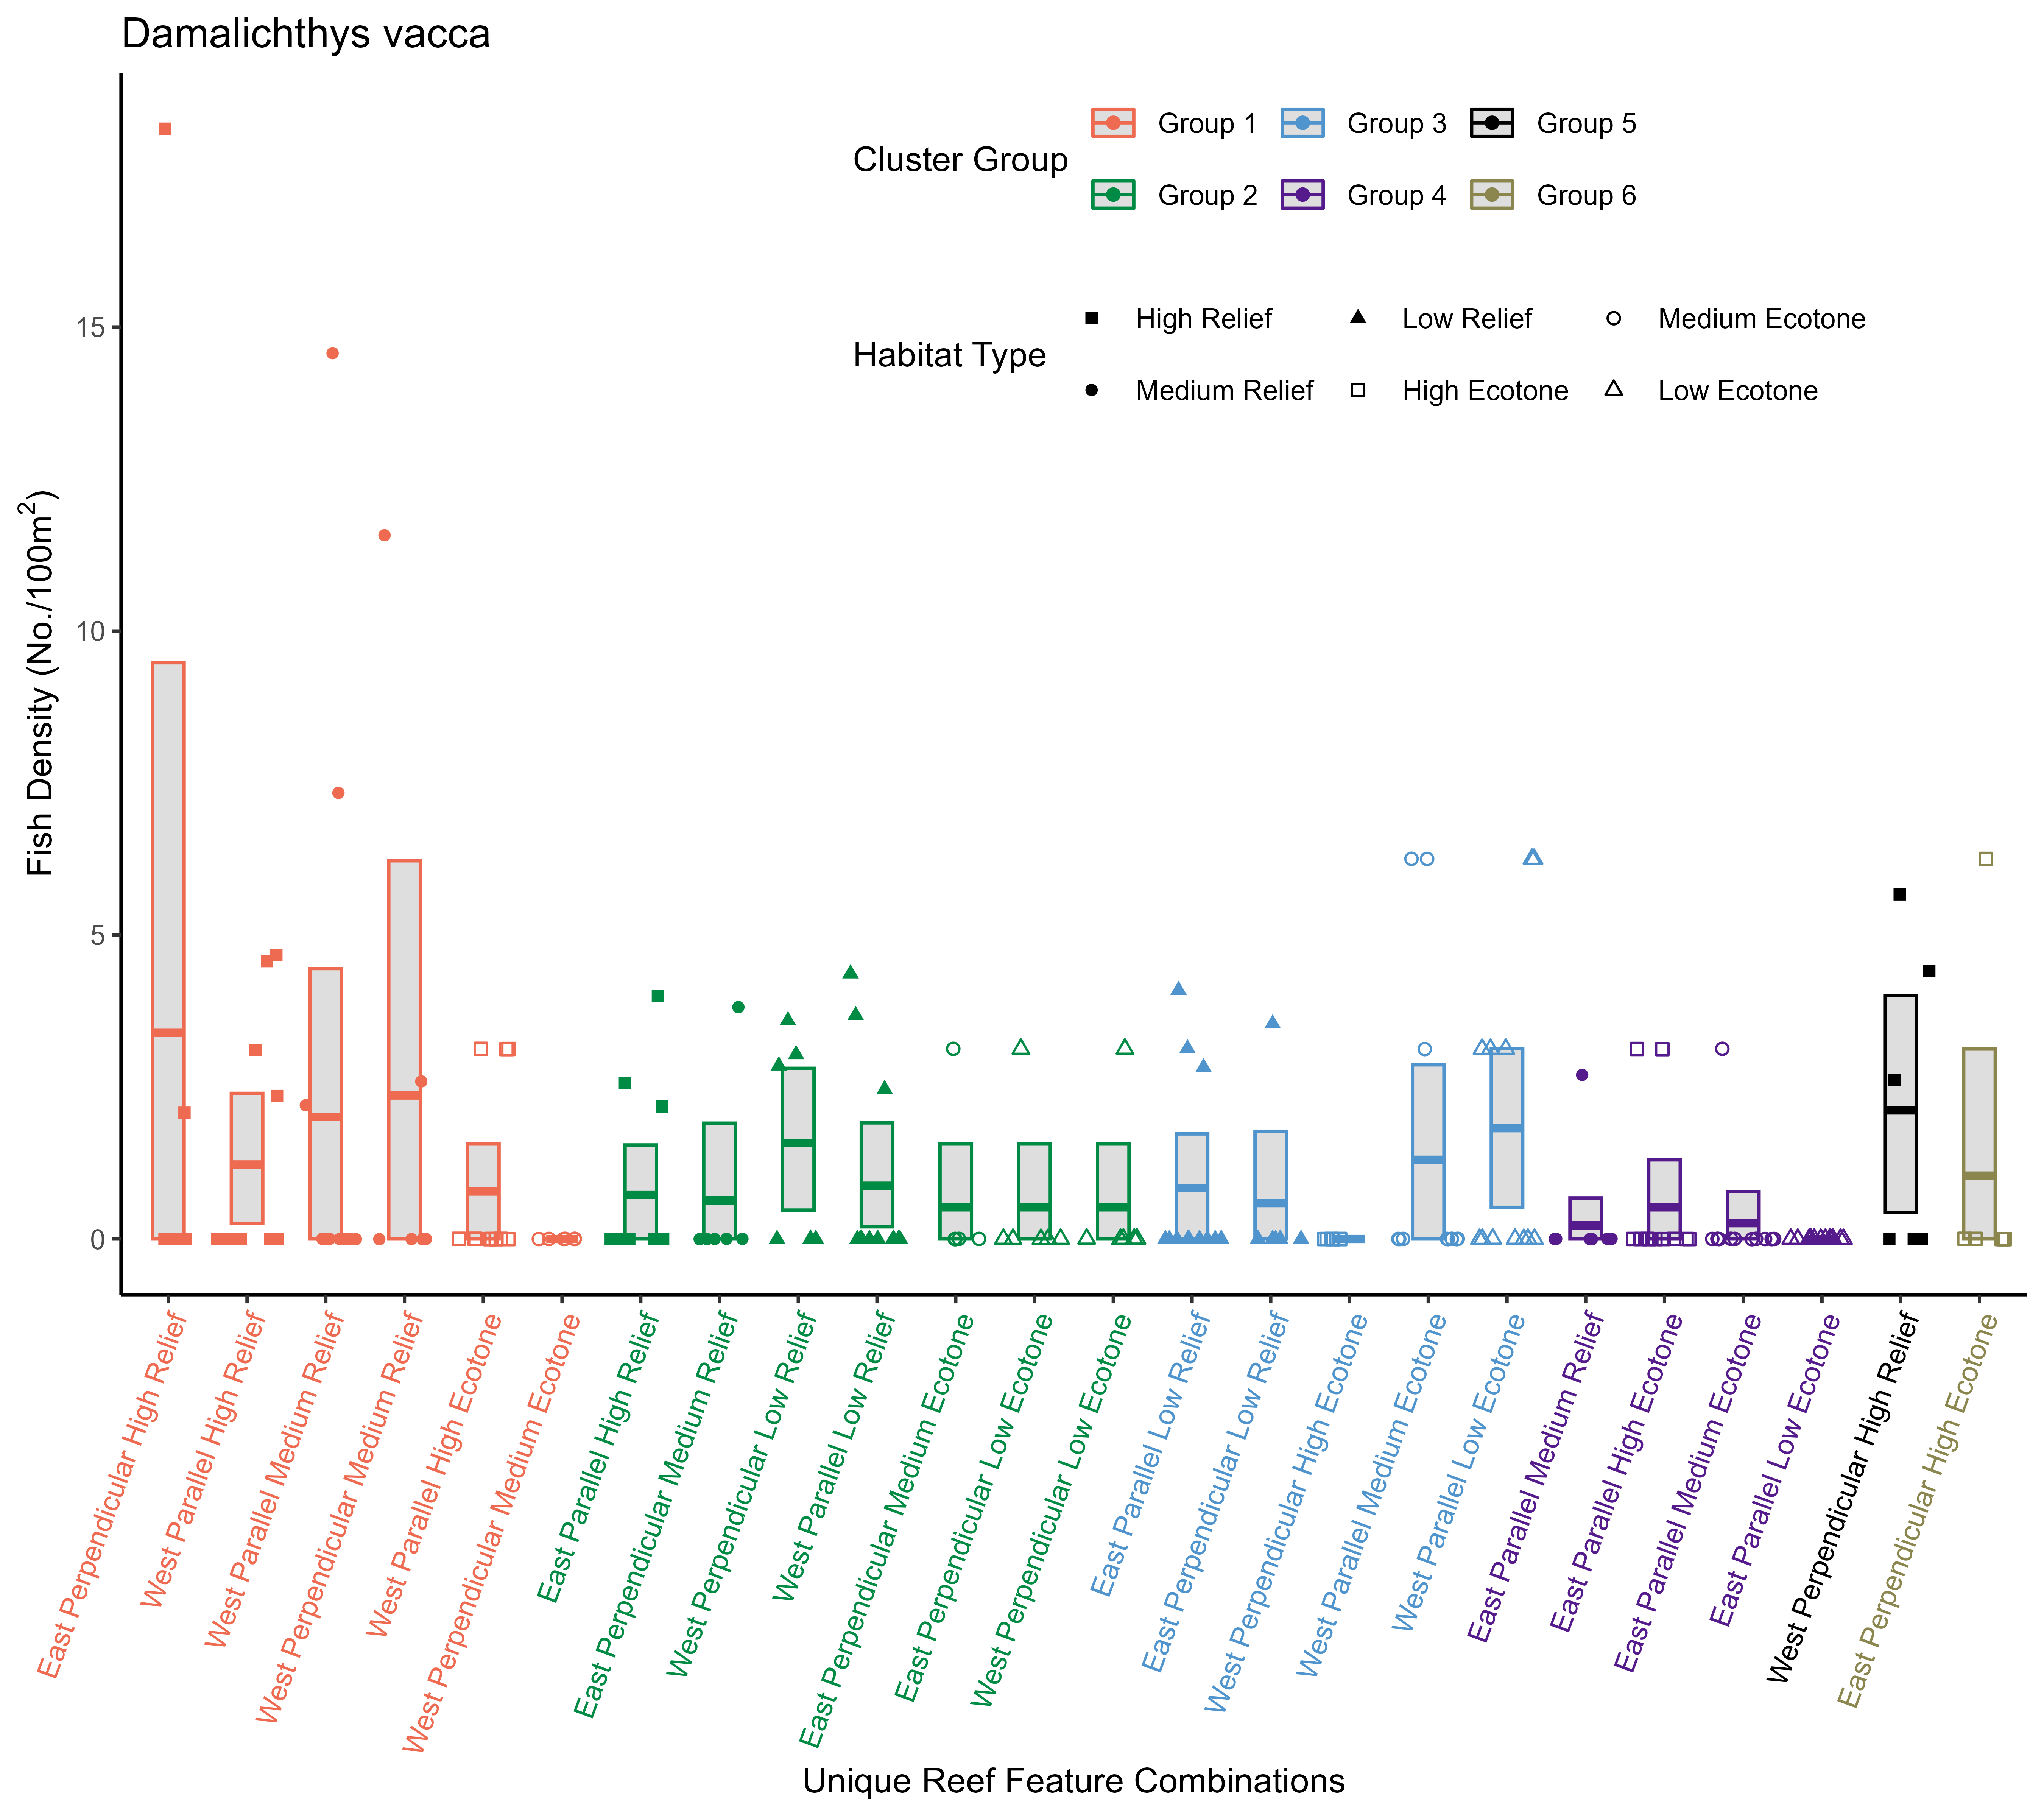 Damalichthys vacca
Cluster Group
Group 1
Group 3
Group 5
Group 2
Group 4
Group 6
Habitat Type
High Relief
Low Relief
Medium Ecotone
Medium Relief
High Ecotone
Low Ecotone
Fish Density (No./100m²)
15
10
5
0
East Perpendicular High Relief
West Parallel High Relief
West Parallel Medium Relief
West Perpendicular Medium Relief
West Parallel High Ecotone
West Perpendicular Medium Ecotone
East Parallel High Relief
East Perpendicular Medium Relief
West Perpendicular Low Relief
West Parallel Low Relief
East Perpendicular Medium Ecotone
East Perpendicular Low Ecotone
West Perpendicular Low Ecotone
East Parallel Low Relief
East Perpendicular Low Relief
West Perpendicular High Ecotone
West Parallel Medium Ecotone
West Parallel Low Ecotone
East Parallel Medium Relief
East Parallel High Ecotone
East Parallel Medium Ecotone
East Parallel Low Ecotone
West Perpendicular High Relief
East Perpendicular High Ecotone
Unique Reef Feature Combinations